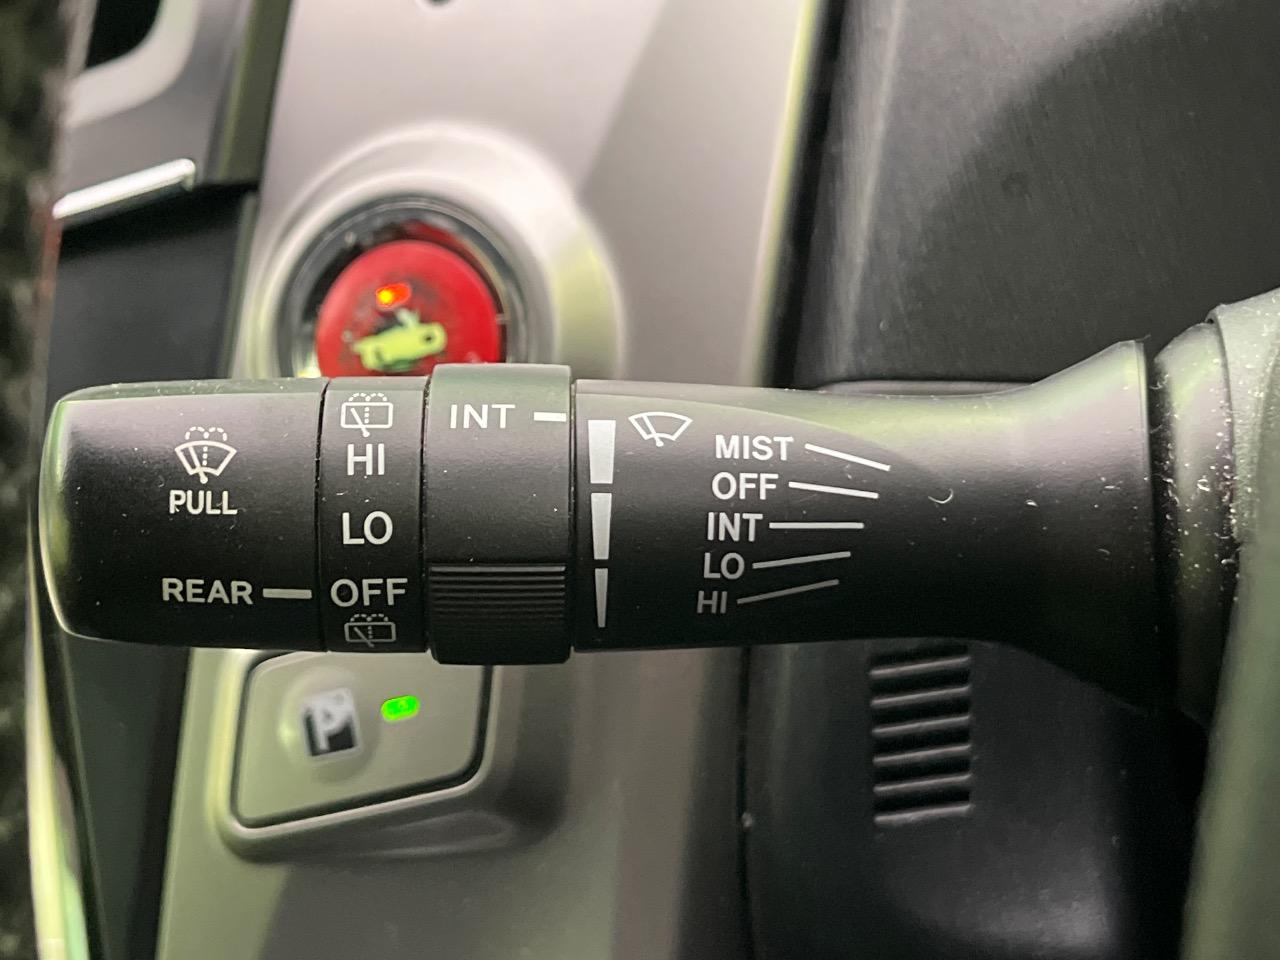 PULL
REAR
HI
LO
OFF
INT
MIST
OFF
INT
LO
HI
P